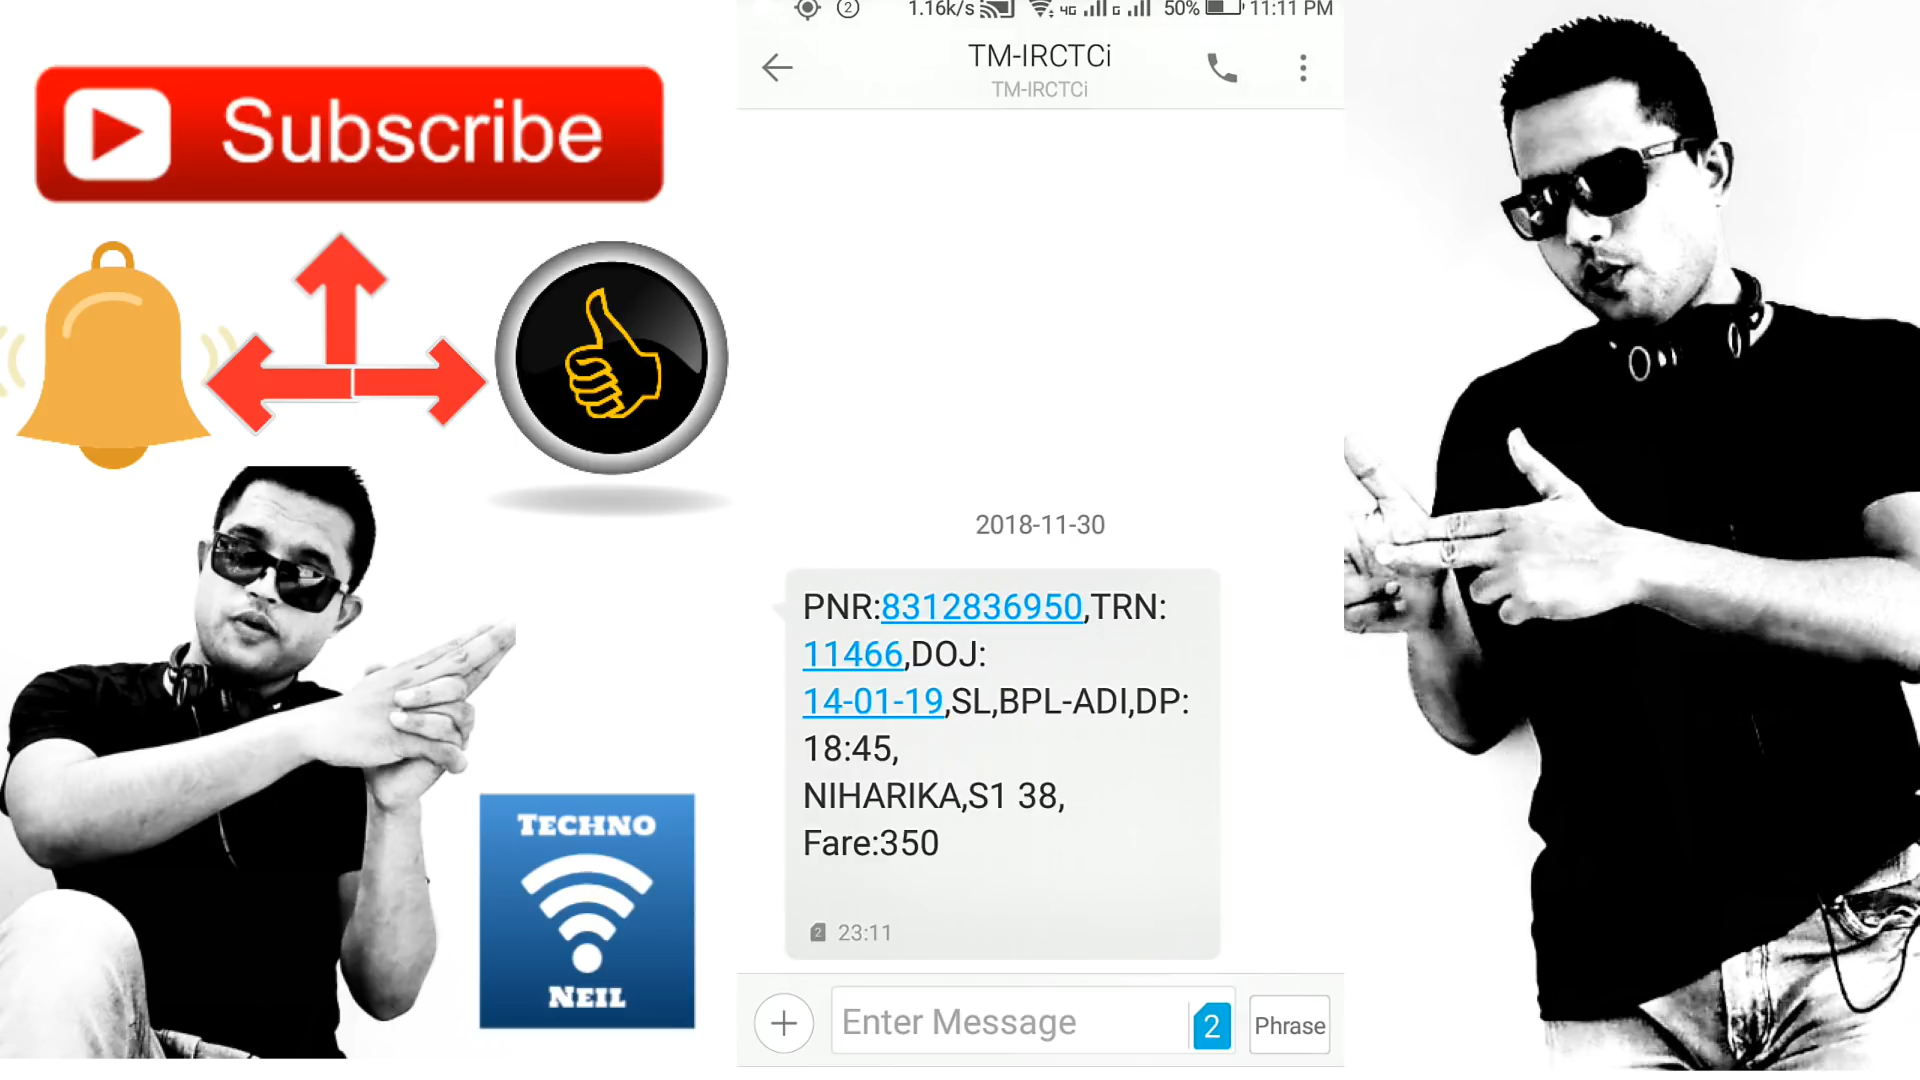 Subscribe
TECHNO
NEIL
2 1.16k/s 4G G 50% 11:11 PM
TM-IRCTCi
TM-IRCTCi
2018-11-30
PNR:8312836950,TRN:
11466,DOJ:
14-01-19,SL,BPL-ADI,DP:
18:45,
NIHARIKA,S1 38,
Fare:350
2 23:11
Enter Message 2 Phrase